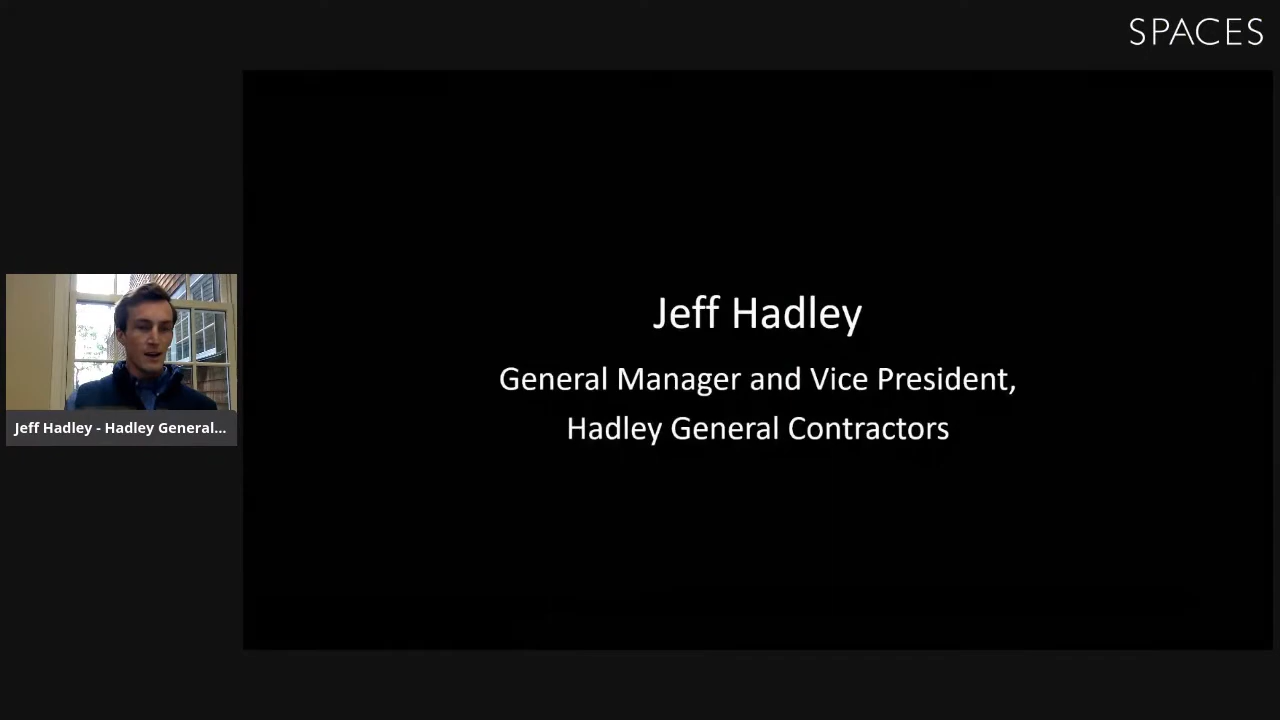 SPACES
Jeff Hadley
General Manager and Vice President,
Hadley General Contractors
Jeff Hadley - Hadley General...